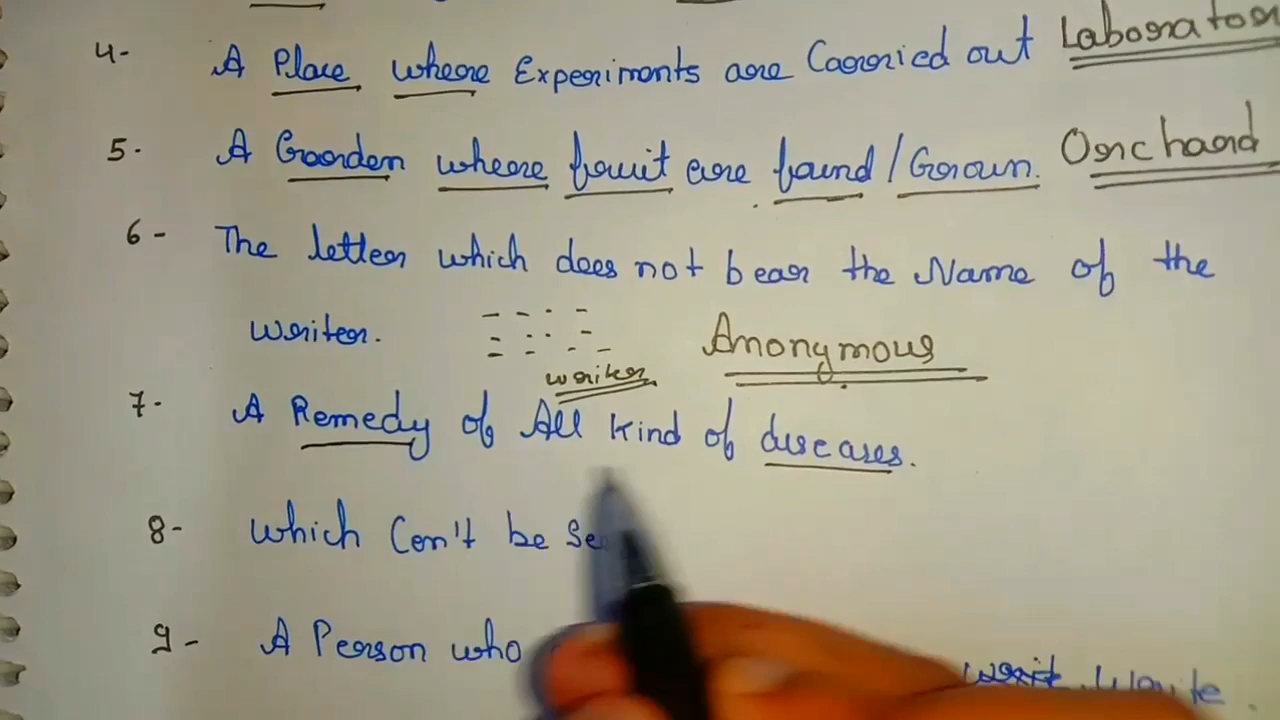 4- A Place where Experiments are Carried out Laborator
5- A Garden where fruit are found / Grown. Orchard
6- The letter which does not bear the Name of the
writer. Anonymous
writer
7- A Remedy of All kind of diseases.
8- Which Can't be
9- A Person who
Write